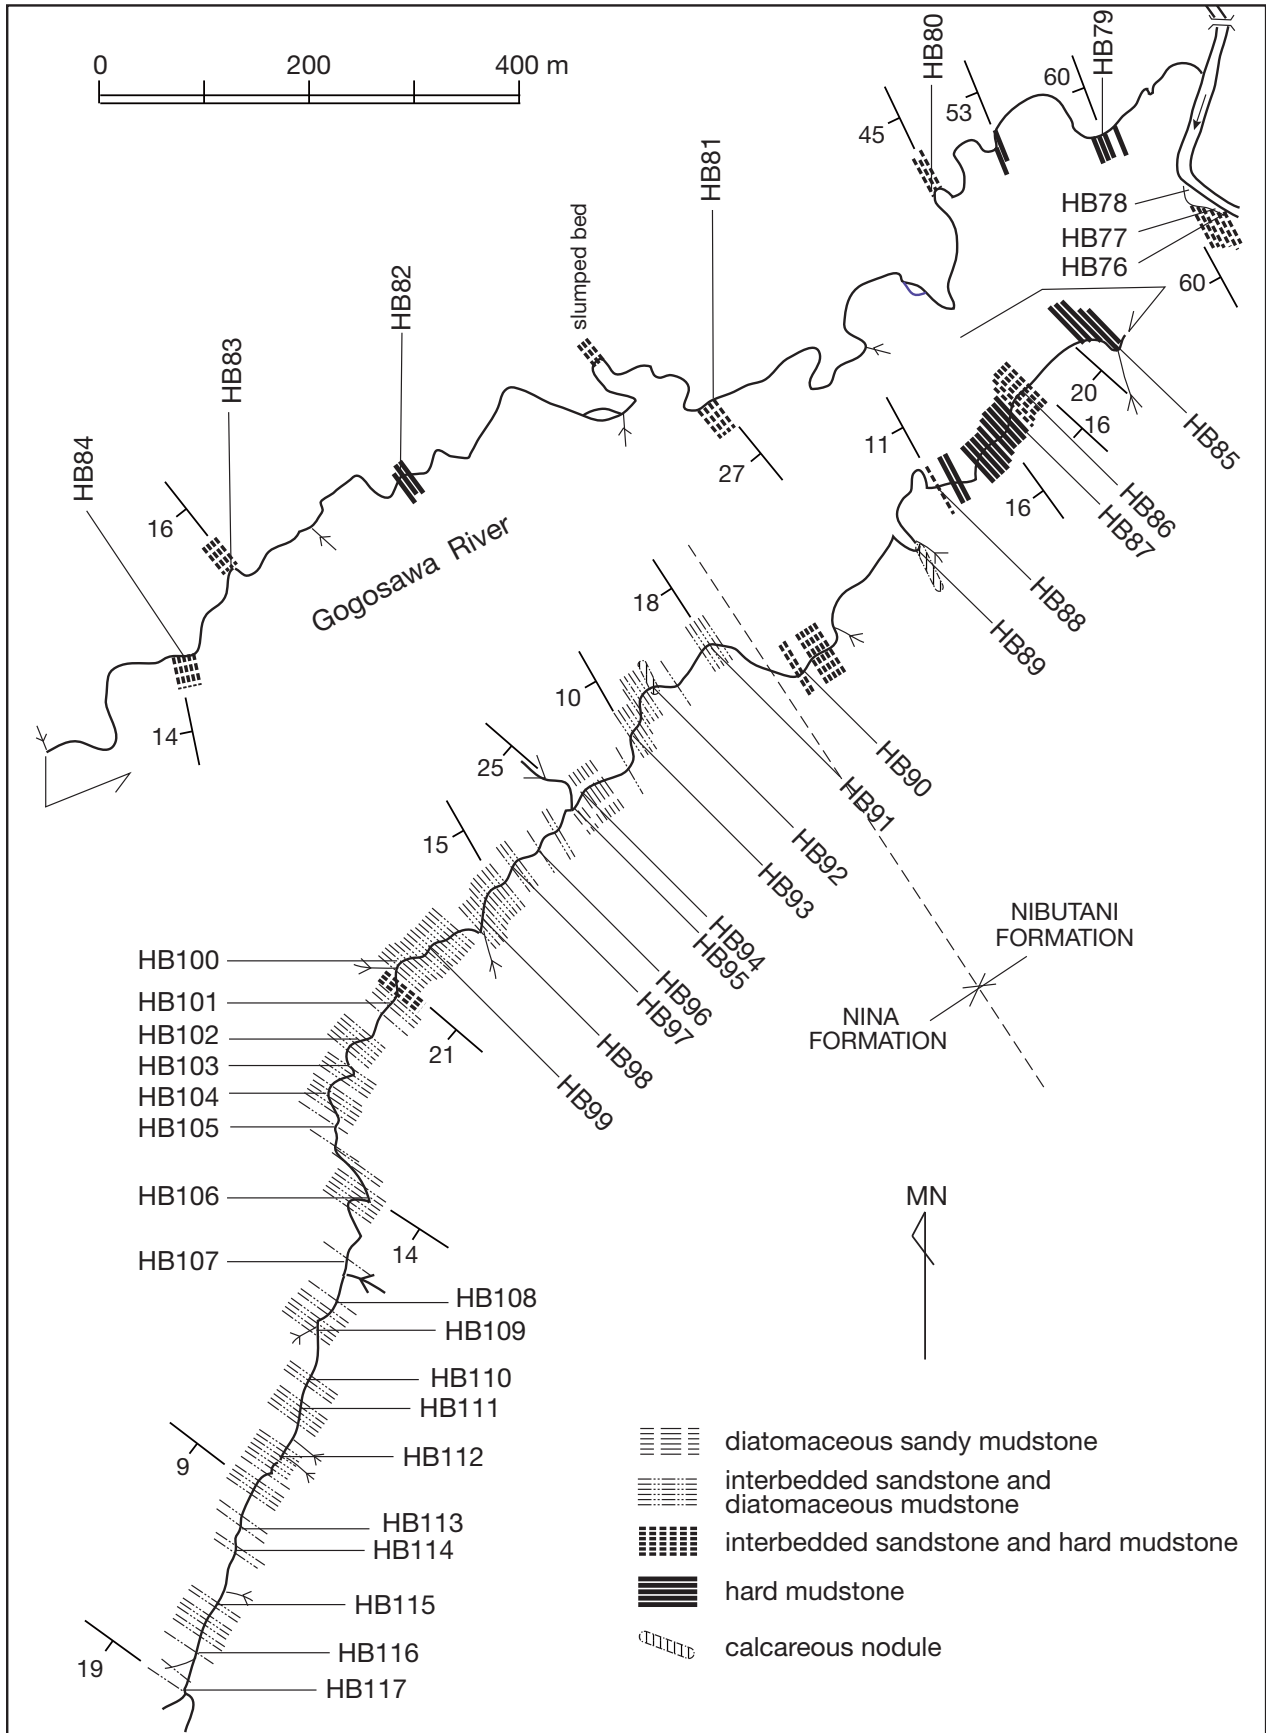 0
200
400 m
HB80
HB79
60
53
45
HB81
HB78
HB77
HB76
60
slumped bed
HB82
HB83
HB84
27
16
14
Gogosawa River
20
HB85
16
11
16
HB86
HB87
HB88
HB89
18
10
HB90
HB91
25
HB92
HB93
15
HB94
HB95
HB96
HB97
HB98
HB99
NIBUTANI
FORMATION
NINA
FORMATION
HB100
HB101
HB102
HB103
HB104
HB105
21
HB106
14
HB107
MN
HB108
HB109
HB110
HB111
9
HB112
HB113
HB114
HB115
19
HB116
HB117
diatomaceous sandy mudstone
interbedded sandstone and
diatomaceous mudstone
interbedded sandstone and hard mudstone
hard mudstone
calcareous nodule